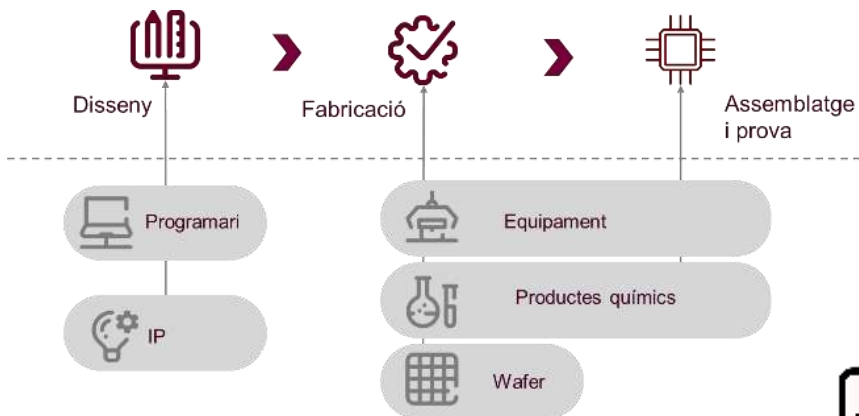 Disseny
Fabricació
Assemblatge
i prova
Programari
Equipament
Productes químics
IP
Wafer